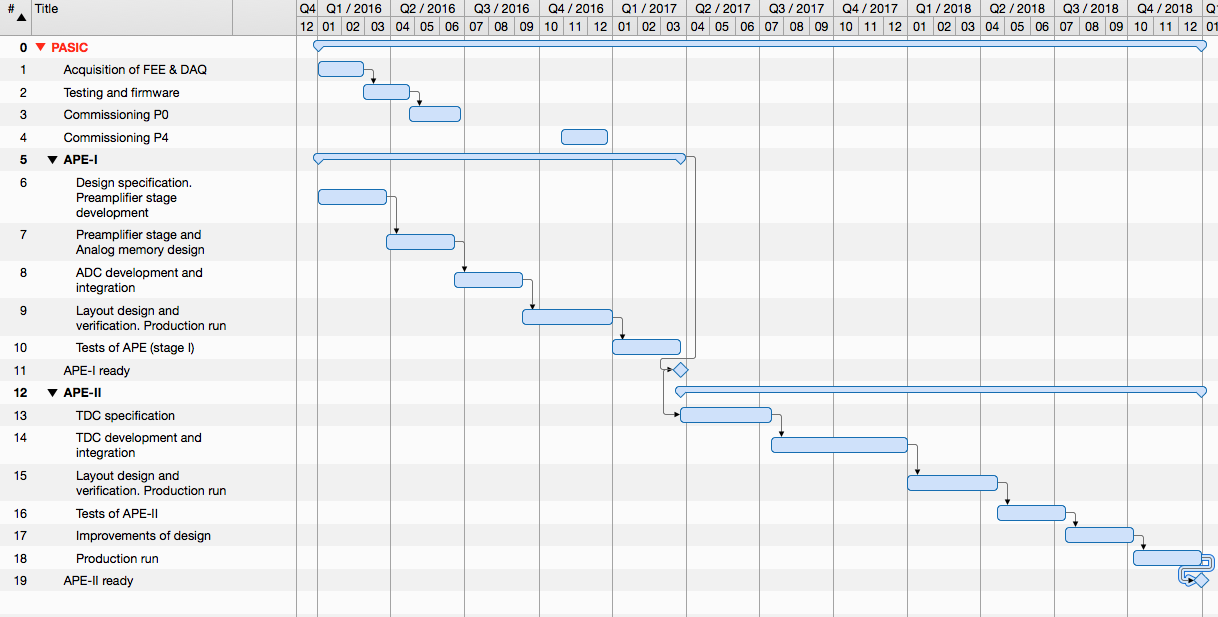 # Title Q4 Q1 / 2016 Q2 / 2016 Q3 / 2016 Q4 / 2016 Q1 / 2017 Q2 / 2017 Q3 / 2017 Q4 / 2017 Q1 / 2018 Q2 / 2018 Q3 / 2018 Q4 / 2018 Q1
12 01 02 03 04 05 06 07 08 09 10 11 12 01 02 03 04 05 06 07 08 09 10 11 12 01 02 03 04 05 06 07 08 09 10 11 12 01
0 PASIC
1 Acquisition of FEE & DAQ
2 Testing and firmware
3 Commissioning P0
4 Commissioning P4
5 APE-I
6 Design specification.
Preamplifier stage
development
7 Preamplifier stage and
Analog memory design
8 ADC development and
integration
9 Layout design and
verification. Production run
10 Tests of APE (stage I)
11 APE-I ready
12 APE-II
13 TDC specification
14 TDC development and
integration
15 Layout design and
verification. Production run
16 Tests of APE-II
17 Improvements of design
18 Production run
19 APE-II ready